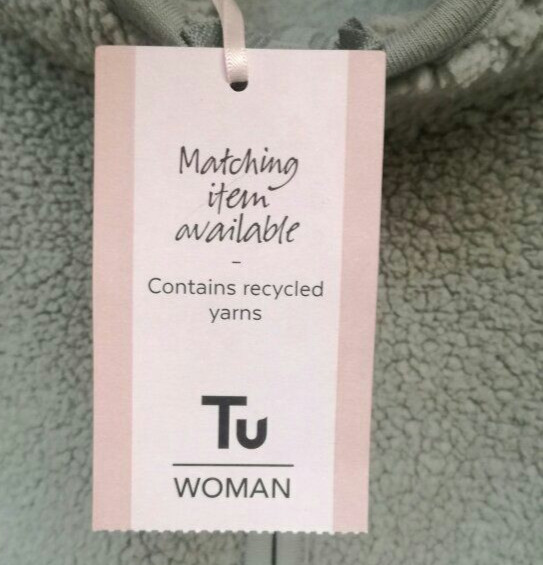 Matching
item
available
-
Contains recycled
yarns
Tu
WOMAN